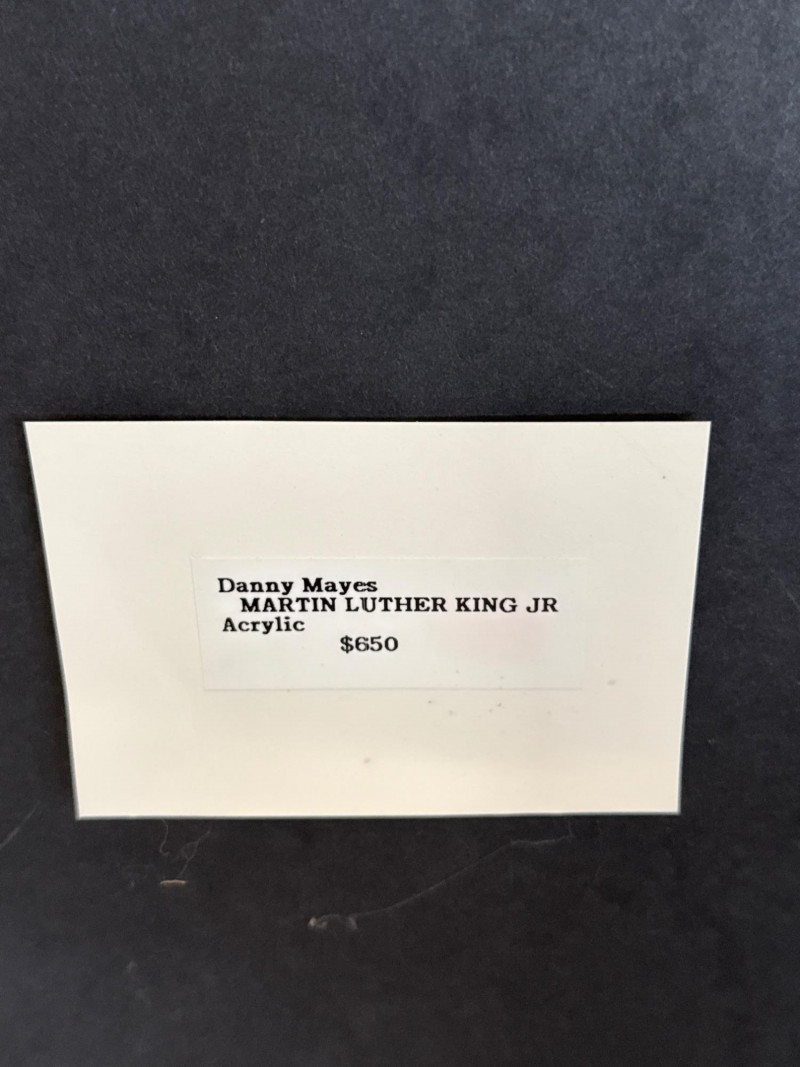 Danny Mayes
MARTIN LUTHER KING JR
Acrylic
$650